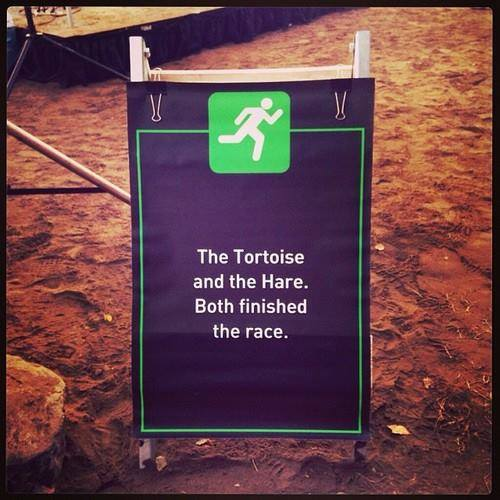 The Tortoise
and the Hare.
Both finished
the race.